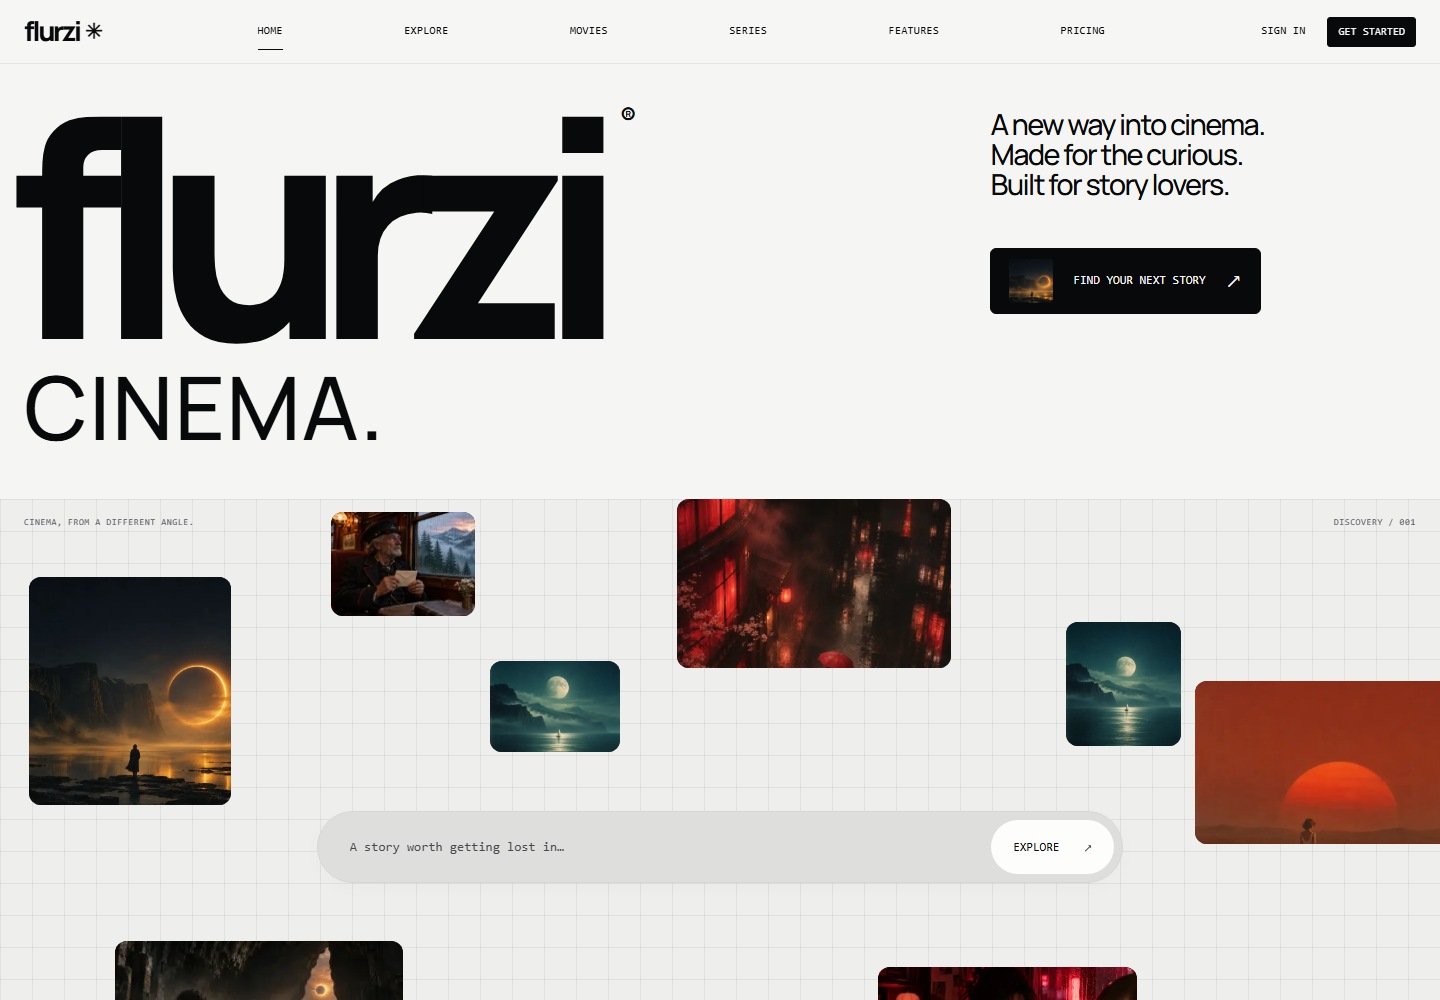 flurzi
HOME
EXPLORE
MOVIES
SERIES
FEATURES
PRICING
SIGN IN
GET STARTED
flurzi®
CINEMA.
A new way into cinema.
Made for the curious.
Built for story lovers.
FIND YOUR NEXT STORY ↗
CINEMA, FROM A DIFFERENT ANGLE.
DISCOVERY / 001
A story worth getting lost in…
EXPLORE ↗